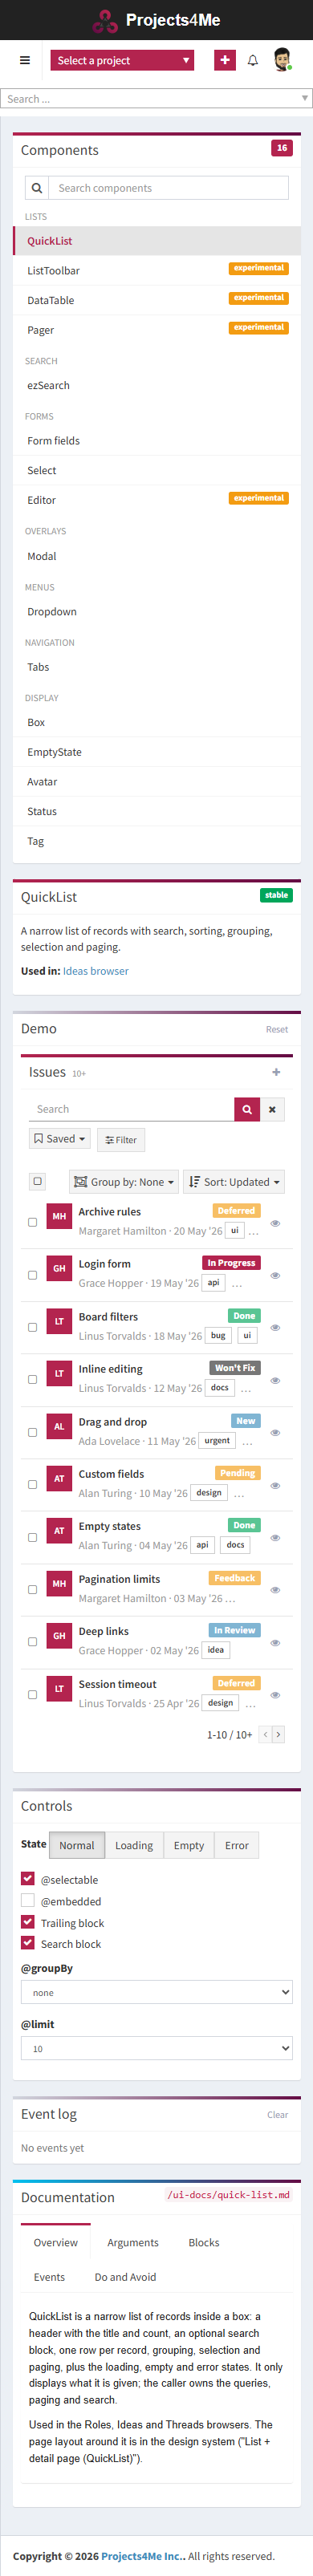 Projects4Me
Select a project
Search ...
Components 16
Search components
LISTS
QuickList
ListToolbar experimental
DataTable experimental
Pager experimental
SEARCH
ezSearch
FORMS
Form fields
Select
Editor experimental
OVERLAYS
Modal
MENUS
Dropdown
NAVIGATION
Tabs
DISPLAY
Box
EmptyState
Avatar
Status
Tag
QuickList stable
A narrow list of records with search, sorting, grouping,
selection and paging.
Used in: Ideas browser
Demo Reset
Issues 10+
Search
Saved Filter
Group by: None Sort: Updated
MH Archive rules Deferred
Margaret Hamilton · 20 May '26 ui ...
GH Login form In Progress
Grace Hopper · 19 May '26 api ...
LT Board filters Done
Linus Torvalds · 18 May '26 bug ui
LT Inline editing Won't Fix
Linus Torvalds · 12 May '26 docs ...
AL Drag and drop New
Ada Lovelace · 11 May '26 urgent ...
AT Custom fields Pending
Alan Turing · 10 May '26 design ...
AT Empty states Done
Alan Turing · 04 May '26 api docs
MH Pagination limits Feedback
Margaret Hamilton · 03 May '26 ...
GH Deep links In Review
Grace Hopper · 02 May '26 idea
LT Session timeout Deferred
Linus Torvalds · 25 Apr '26 design ...
1-10 / 10+
Controls
State Normal Loading Empty Error
@selectable
@embedded
Trailing block
Search block
@groupBy
none
@limit
10
Event log Clear
No events yet
Documentation /ui-docs/quick-list.md
Overview Arguments Blocks
Events Do and Avoid
QuickList is a narrow list of records inside a box: a
header with the title and count, an optional search
block, one row per record, grouping, selection and
paging, plus the loading, empty and error states. It only
displays what it is given; the caller owns the queries,
paging and search.
Used in the Roles, Ideas and Threads browsers. The
page layout around it is in the design system ("List +
detail page (QuickList)").
Copyright © 2026 Projects4Me Inc.. All rights reserved.